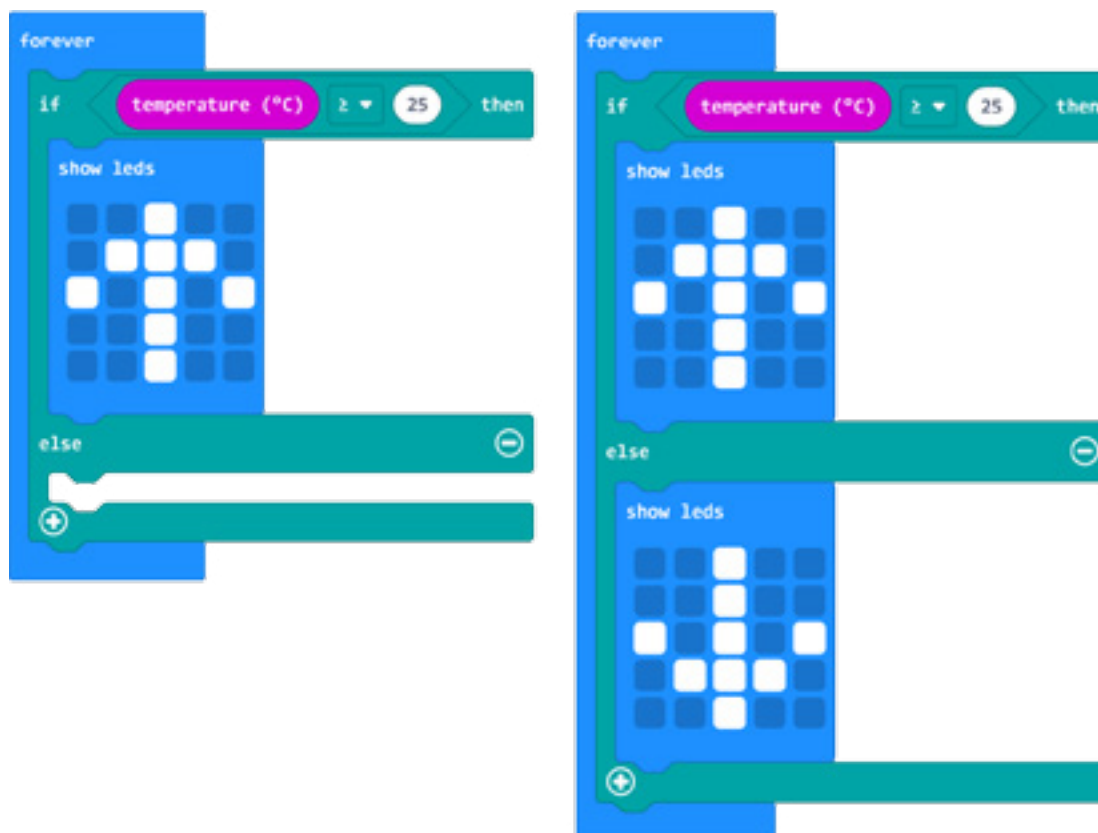 forever
if temperature (°C) ≥ 25 then
show leds
else
forever
if temperature (°C) ≥ 25 then
show leds
else
show leds